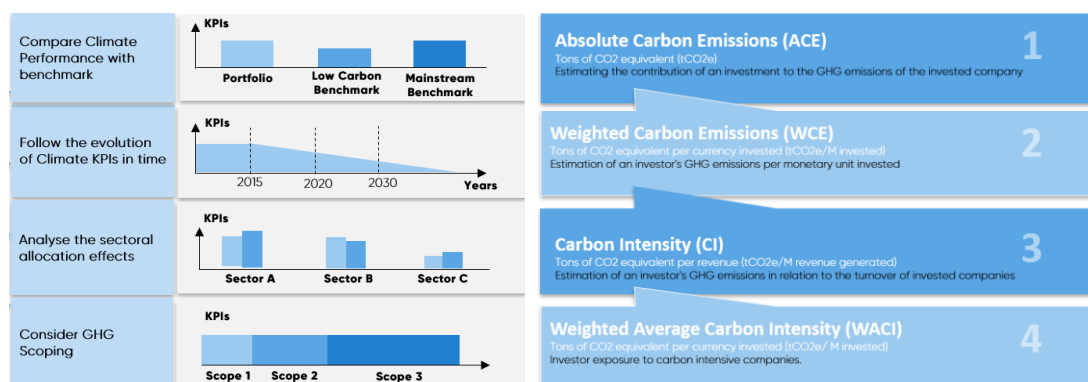 Compare Climate
Performance with
benchmark
KPIs
Portfolio
Low Carbon
Benchmark
Mainstream
Benchmark
Follow the evolution
of Climate KPIs in time
KPIs
2015
2020
2030
Years
Analyse the sectoral
allocation effects
KPIs
Sector A
Sector B
Sector C
Consider GHG
Scoping
KPIs
Scope 1
Scope 2
Scope 3
Absolute Carbon Emissions (ACE)
Tons of CO2 equivalent (tCO2e)
Estimating the contribution of an investment to the GHG emissions of the invested company
1
Weighted Carbon Emissions (WCE)
Tons of CO2 equivalent per currency invested (tCO2e/M invested)
Estimation of an investor's GHG emissions per monetary unit invested
2
Carbon Intensity (CI)
Tons of CO2 equivalent per revenue (tCO2e/M revenue generated)
Estimation of an investor's GHG emissions in relation to the turnover of invested companies
3
Weighted Average Carbon Intensity (WACI)
Tons of CO2 equivalent per currency invested (tCO2e/ M invested)
Investor exposure to carbon intensive companies.
4